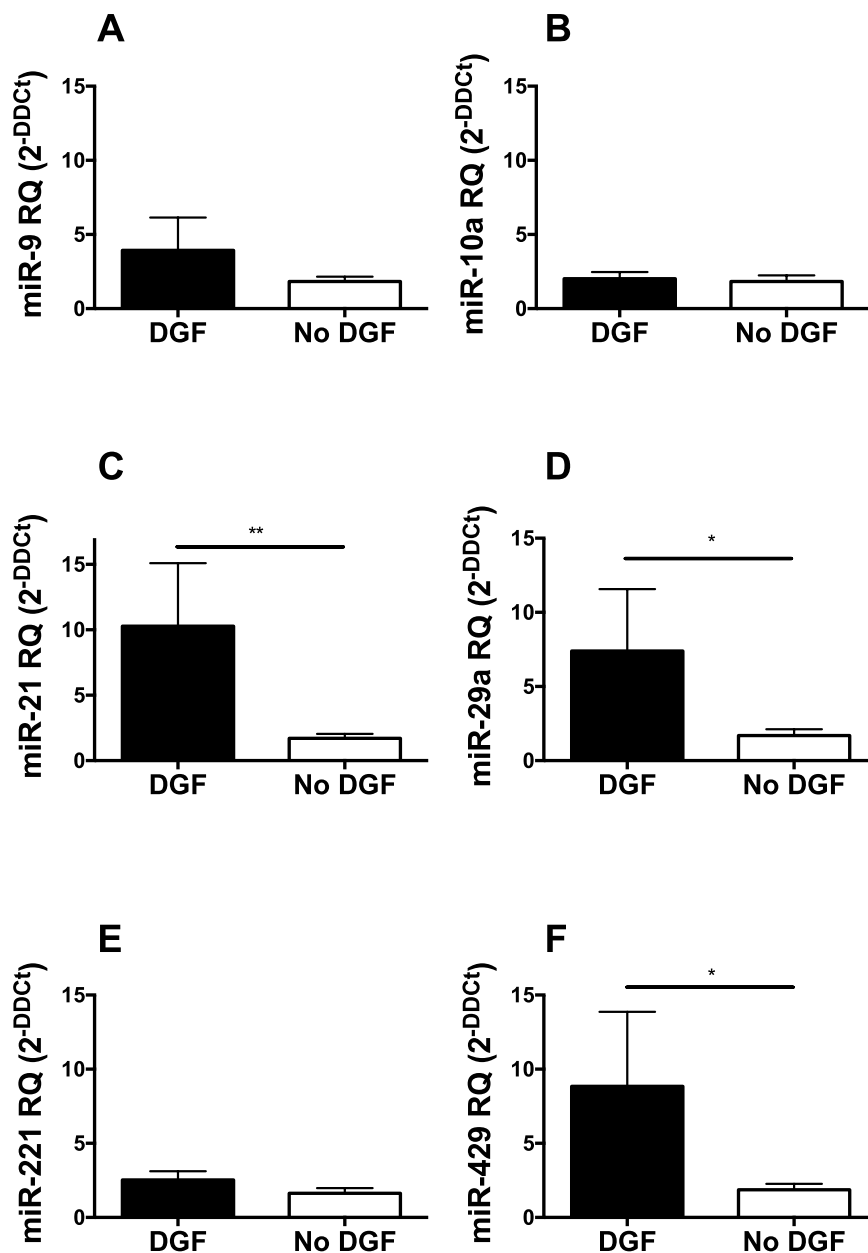 A
miR-9 RQ (2-DDCt)
15
10
5
0
DGF No DGF
B
miR-10a RQ (2-DDCt)
15
10
5
0
DGF No DGF
C
miR-21 RQ (2-DDCt)
**
15
10
5
0
DGF No DGF
D
miR-29a RQ (2-DDCt)
*
15
10
5
0
DGF No DGF
E
miR-221 RQ (2-DDCt)
15
10
5
0
DGF No DGF
F
miR-429 RQ (2-DDCt)
*
15
10
5
0
DGF No DGF